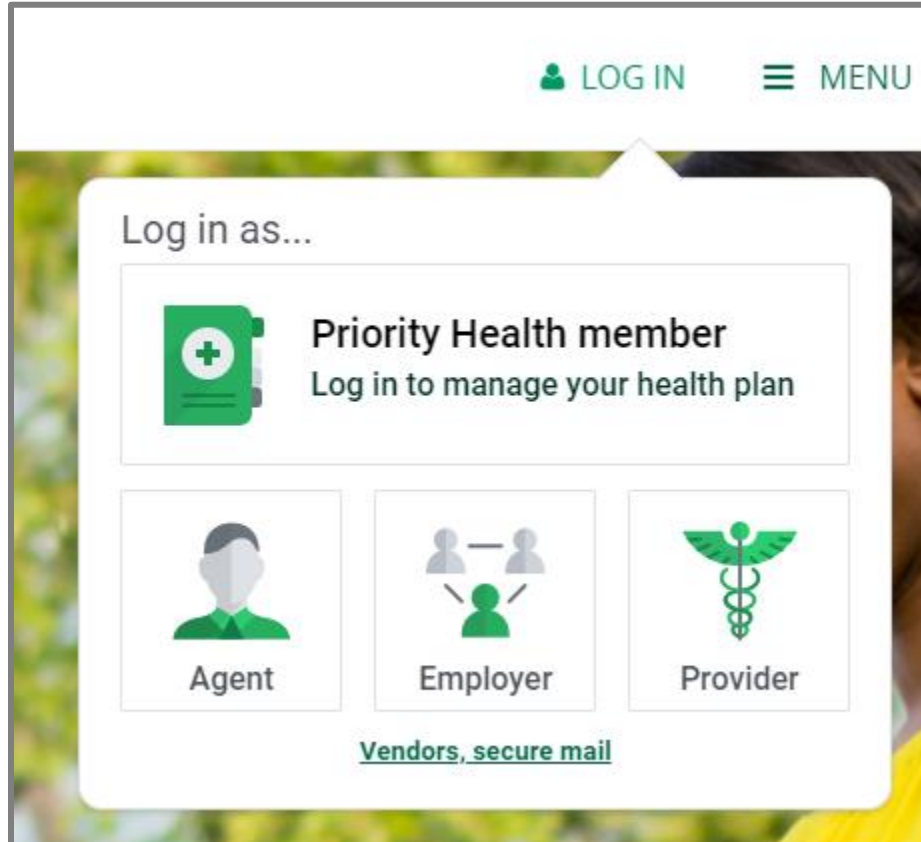 LOG IN
MENU
Log in as...
Priority Health member
Log in to manage your health plan
Agent
Employer
Provider
Vendors, secure mail